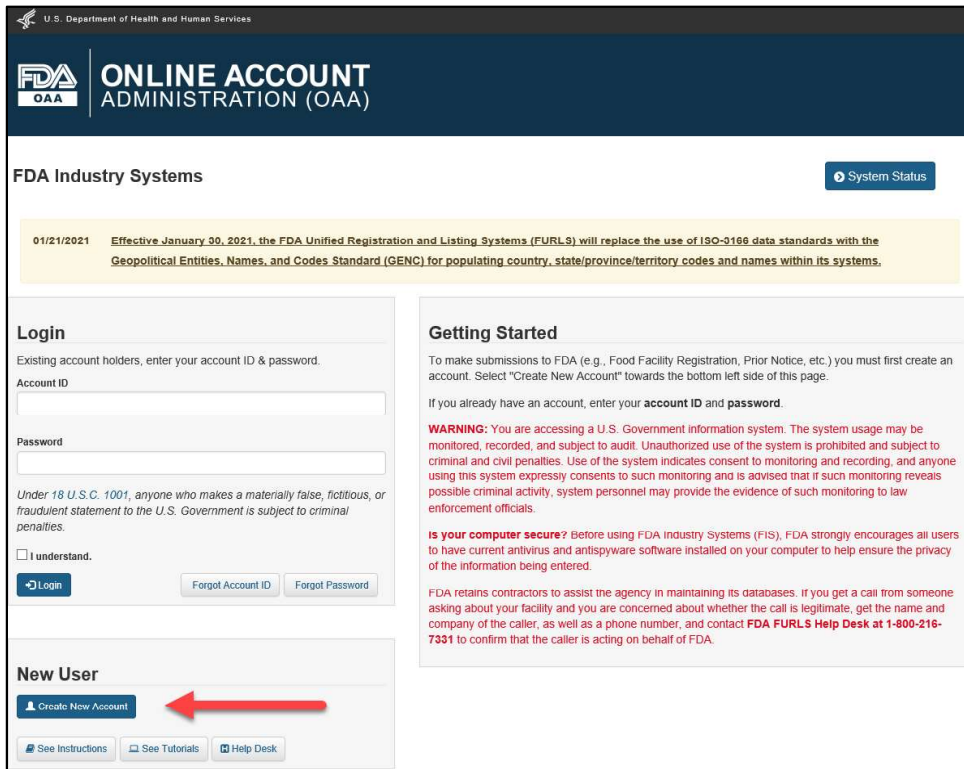 U.S. Department of Health and Human Services
FDA
OAA
ONLINE ACCOUNT
ADMINISTRATION (OAA)
FDA Industry Systems
System Status
01/21/2021 Effective January 30, 2021, the FDA Unified Registration and Listing Systems (FURLS) will replace the use of ISO-3166 data standards with the
Geopolitical Entities, Names, and Codes Standard (GENC) for populating country, state/province/territory codes and names within its systems.
Login
Existing account holders, enter your account ID & password.
Account ID
Password
Under 18 U.S.C. 1001, anyone who makes a materially false, fictitious, or
fraudulent statement to the U.S. Government is subject to criminal
penalties.
I understand.
Login
Forgot Account ID
Forgot Password
New User
Create New Account
See Instructions
See Tutorials
Help Desk
Getting Started
To make submissions to FDA (e.g., Food Facility Registration, Prior Notice, etc.) you must first create an
account. Select "Create New Account" towards the bottom left side of this page.
If you already have an account, enter your account ID and password.
WARNING: You are accessing a U.S. Government information system. The system usage may be
monitored, recorded, and subject to audit. Unauthorized use of the system is prohibited and subject to
criminal and civil penalties. Use of the system indicates consent to monitoring and recording, and anyone
using this system expressly consents to such monitoring and is advised that if such monitoring reveals
possible criminal activity, system personnel may provide the evidence of such monitoring to law
enforcement officials.
Is your computer secure? Before using FDA Industry Systems (FIS), FDA strongly encourages all users
to have current antivirus and antispyware software installed on your computer to help ensure the privacy
of the information being entered.
FDA retains contractors to assist the agency in maintaining its databases. If you get a call from someone
asking about your facility and you are concerned about whether the call is legitimate, get the name and
company of the caller, as well as a phone number, and contact FDA FURLS Help Desk at 1-800-216-
7331 to confirm that the caller is acting on behalf of FDA.